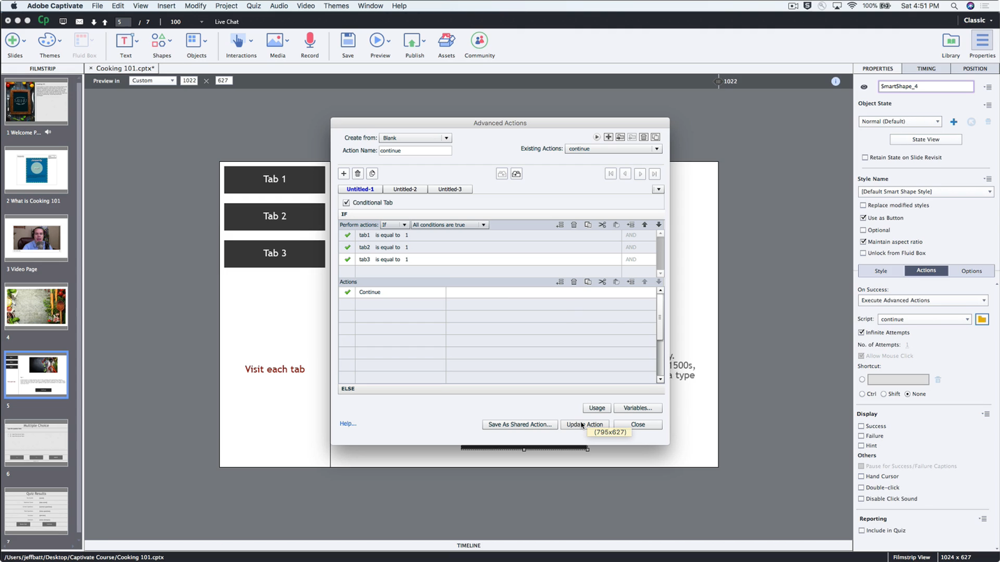 Adobe Captivate File Edit View Insert Modify Project Quiz Audio Video Themes Window Help 100% Sat 4:51 PM
Cp 5 / 7 100 Live Chat Classic
Slides Themes Fluid Box Text Shapes Objects Interactions Media Record Save Preview Publish Assets Community Library Properties
FILMSTRIP × Cooking 101.cptx* PROPERTIES TIMING POSITION
Preview in Custom 1022 × 627 1022
SmartShape_4
Object State
Normal (Default)
State View
Retain State on Slide Revisit
Style Name
[Default Smart Shape Style]
Replace modified styles
Use as Button
Optional
Maintain aspect ratio
Unlock from Fluid Box
Style Actions Options
On Success:
Execute Advanced Actions
Script: continue
Infinite Attempts
No. of Attempts: 1
Allow Mouse Click
Shortcut:
Ctrl Shift None
Display
Success
Failure
Hint
Others
Pause for Success/Failure Captions
Hand Cursor
Double-click
Disable Click Sound
Reporting
Include in Quiz
1 Welcome P...
2 What is Cooking 101
3 Video Page
4
5
Multiple Choice
6
Quiz Results
7
Tab 1
Tab 2
Tab 3
Visit each tab
y.
1500s,
a type
Advanced Actions
Create from: Blank
Action Name: continue
Existing Actions: continue
Untitled-1 Untitled-2 Untitled-3
Conditional Tab
IF
Perform actions: If All conditions are true
tab1 is equal to 1 AND
tab2 is equal to 1 AND
tab3 is equal to 1 AND
Actions
Continue
ELSE
Usage Variables...
Help... Save As Shared Action... Update Action Close
(795x627)
TIMELINE
/Users/jeffbatt/Desktop/Captivate Course/Cooking 101.cptx Filmstrip View 1024 x 627